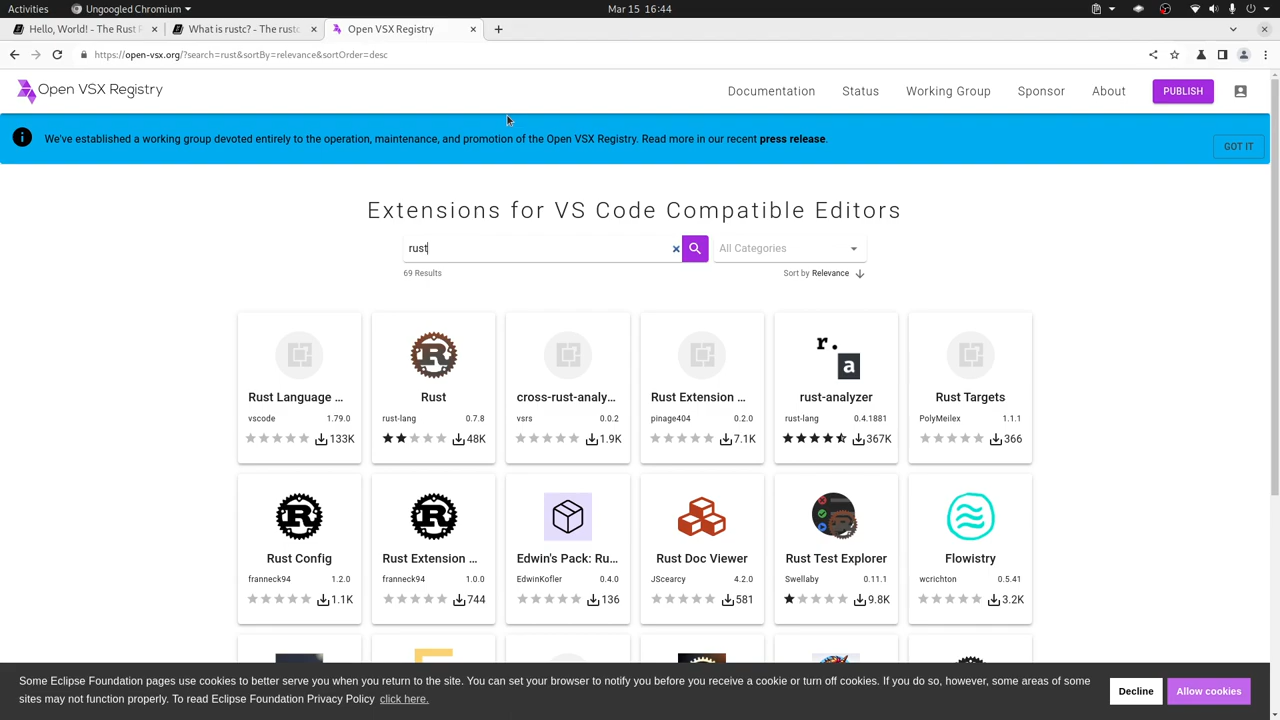 Activities Ungoogled Chromium Mar 15 16:44
Hello, World! - The Rust P What is rustc? - The rustc Open VSX Registry
https://open-vsx.org/?search=rust&sortBy=relevance&sortOrder=desc
Open VSX Registry Documentation Status Working Group Sponsor About PUBLISH
We've established a working group devoted entirely to the operation, maintenance, and promotion of the Open VSX Registry. Read more in our recent press release.
GOT IT
Extensions for VS Code Compatible Editors
rust All Categories
69 Results Sort by Relevance
r. a
Rust Language ... Rust cross-rust-analy... Rust Extension ... rust-analyzer Rust Targets
vscode 1.79.0 rust-lang 0.7.8 vsrs 0.0.2 pinage404 0.2.0 rust-lang 0.4.1881 PolyMeilex 1.1.1
133K 48K 1.9K 7.1K 367K 366
Rust Config Rust Extension ... Edwin's Pack: Ru... Rust Doc Viewer Rust Test Explorer Flowistry
franneck94 1.2.0 franneck94 1.0.0 EdwinKofler 0.4.0 JScearcy 4.2.0 Swellaby 0.11.1 wcrichton 0.5.41
1.1K 744 136 581 9.8K 3.2K
Some Eclipse Foundation pages use cookies to better serve you when you return to the site. You can set your browser to notify you before you receive a cookie or turn off cookies. If you do so, however, some areas of
sites may not function properly. To read Eclipse Foundation Privacy Policy click here.
Decline Allow cookies